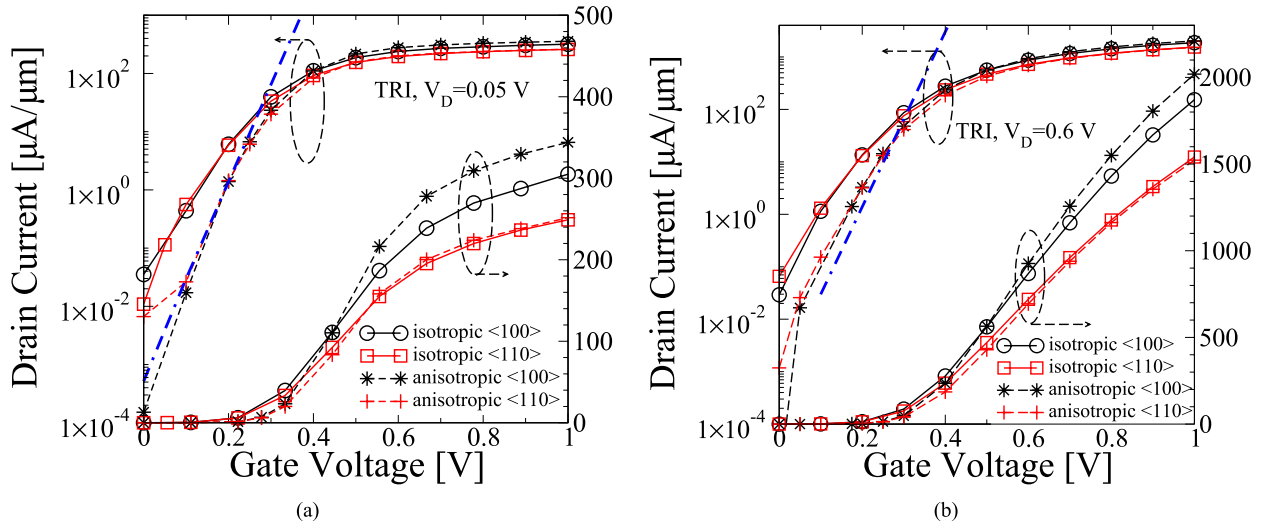 500
1×10²
400
TRI, V_D=0.05 V
1×10⁰
300
200
1×10⁻²
isotropic <100>
isotropic <110>
100
anisotropic <100>
anisotropic <110>
1×10⁻⁴
0
0 0.2 0.4 0.6 0.8 1
Gate Voltage [V]
Drain Current [µA/µm]
(a)
1×10²
2000
TRI, V_D=0.6 V
1500
1×10⁰
1000
1×10⁻²
500
isotropic <100>
isotropic <110>
anisotropic <100>
anisotropic <110>
1×10⁻⁴
0
0 0.2 0.4 0.6 0.8 1
Gate Voltage [V]
Drain Current [µA/µm]
(b)